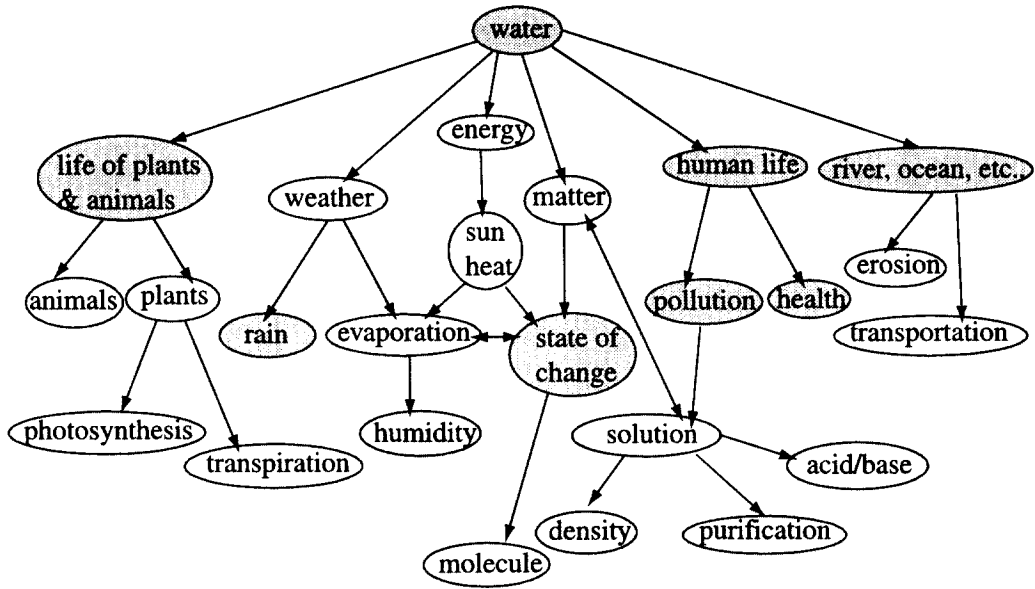 water
energy
life of plants
& animals
weather
matter
human life
river, ocean, etc.,
sun
heat
animals
plants
rain
evaporation
state of
change
pollution
health
erosion
transportation
photosynthesis
transpiration
humidity
solution
acid/base
density
purification
molecule